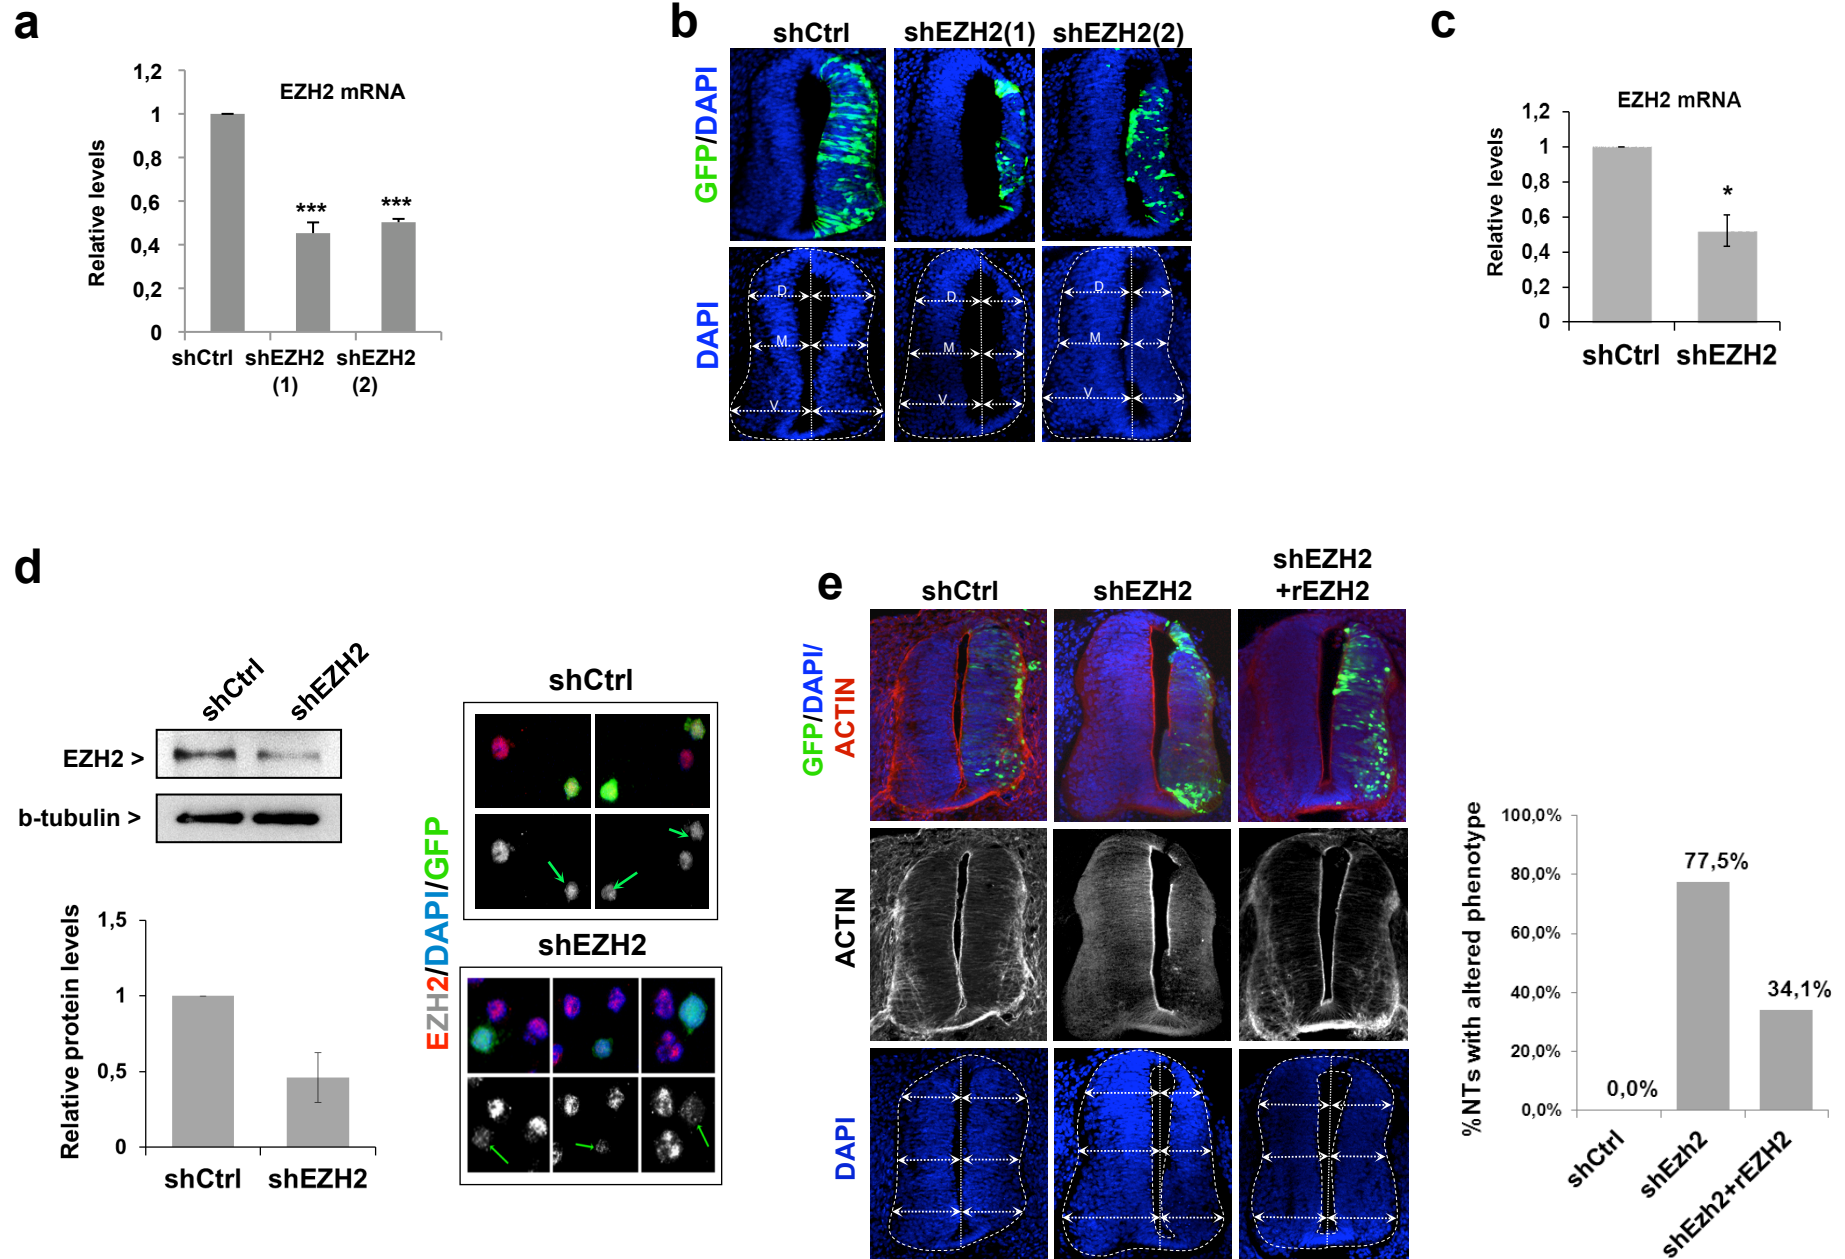 a
1,2
1
0,8
0,6
0,4
0,2
0
Relative levels
EZH2 mRNA
***
***
shCtrl shEZH2 shEZH2
(1) (2)
b
shCtrl shEZH2(1) shEZH2(2)
GFP/DAPI
DAPI
D
M
V
D
M
V
D
M
V
c
EZH2 mRNA
1,2
1
0,8
0,6
0,4
0,2
0
Relative levels
*
shCtrl shEZH2
d
shCtrl
shEZH2
EZH2 >
b-tubulin >
1,5
1
0,5
0
Relative protein levels
shCtrl shEZH2
EZH2/DAPI/GFP
shCtrl
shEZH2
e
shCtrl
shEZH2
shEZH2
+rEZH2
GFP/DAPI/
ACTIN
ACTIN
DAPI
%NTs with altered phenotype
100,0%
80,0%
60,0%
40,0%
20,0%
0,0%
0,0%
77,5%
34,1%
shCtrl
shEzh2
shEzh2+rEZH2